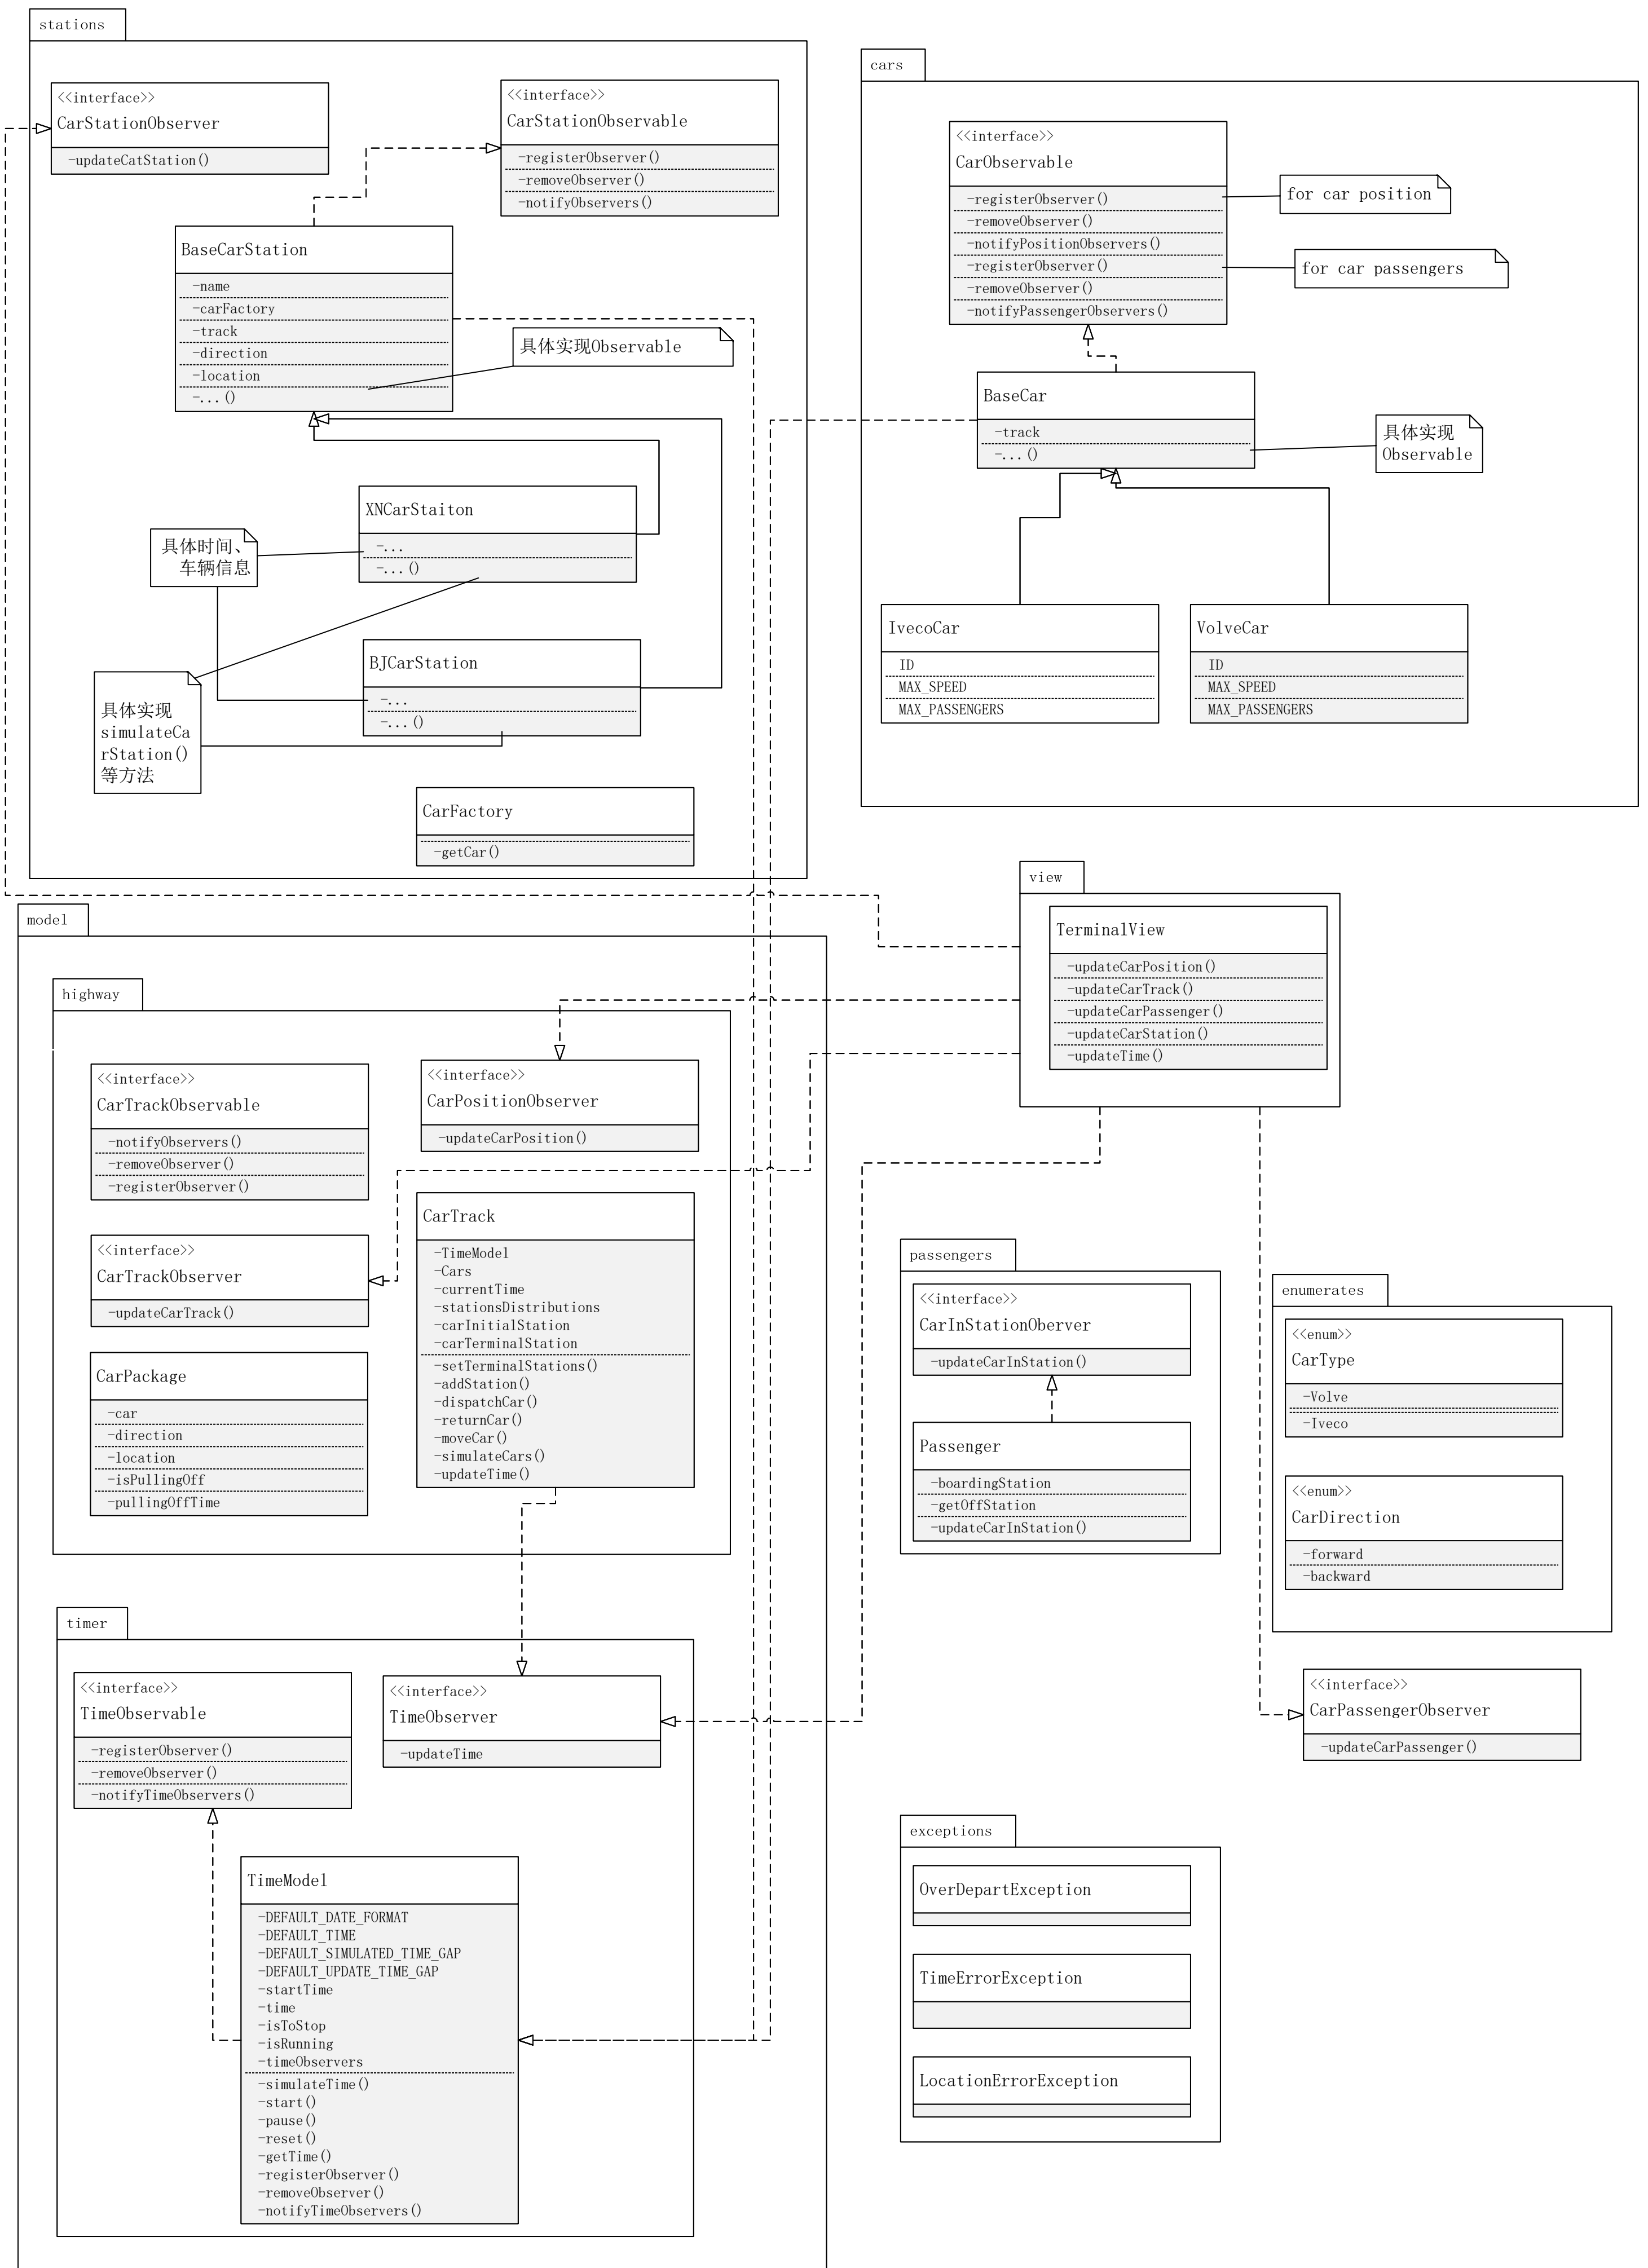 stations
<<interface>>
CarStationObserver
-updateCatStation()
<<interface>>
CarStationObservable
-registerObserver()
-removeObserver()
-notifyObservers()
BaseCarStation
-name
-carFactory
-track
-direction
-location
-...()
具体实现Observable
XNCarStaiton
-...
-...()
具体时间、
车辆信息
BJCarStation
-...
-...()
具体实现
simulateCa
rStation()
等方法
CarFactory
-getCar()
cars
<<interface>>
CarObservable
-registerObserver()
-removeObserver()
-notifyPositionObservers()
-registerObserver()
-removeObserver()
-notifyPassengerObservers()
for car position
for car passengers
BaseCar
-track
-...()
具体实现
Observable
IvecoCar
ID
MAX_SPEED
MAX_PASSENGERS
VolveCar
ID
MAX_SPEED
MAX_PASSENGERS
view
TerminalView
-updateCarPosition()
-updateCarTrack()
-updateCarPassenger()
-updateCarStation()
-updateTime()
model
highway
<<interface>>
CarTrackObservable
-notifyObservers()
-removeObserver()
-registerObserver()
<<interface>>
CarPositionObserver
-updateCarPosition()
<<interface>>
CarTrackObserver
-updateCarTrack()
CarTrack
-TimeModel
-Cars
-currentTime
-stationsDistributions
-carInitialStation
-carTerminalStation
-setTerminalStations()
-addStation()
-dispatchCar()
-returnCar()
-moveCar()
-simulateCars()
-updateTime()
CarPackage
-car
-direction
-location
-isPullingOff
-pullingOffTime
passengers
<<interface>>
CarInStationOberver
-updateCarInStation()
Passenger
-boardingStation
-getOffStation
-updateCarInStation()
enumerates
<<enum>>
CarType
-Volve
-Iveco
<<enum>>
CarDirection
-forward
-backward
timer
<<interface>>
TimeObservable
-registerObserver()
-removeObserver()
-notifyTimeObservers()
<<interface>>
TimeObserver
-updateTime
<<interface>>
CarPassengerObserver
-updateCarPassenger()
TimeModel
-DEFAULT_DATE_FORMAT
-DEFAULT_TIME
-DEFAULT_SIMULATED_TIME_GAP
-DEFAULT_UPDATE_TIME_GAP
-startTime
-time
-isToStop
-isRunning
-timeObservers
-simulateTime()
-start()
-pause()
-reset()
-getTime()
-registerObserver()
-removeObserver()
-notifyTimeObservers()
exceptions
OverDepartException
TimeErrorException
LocationErrorException